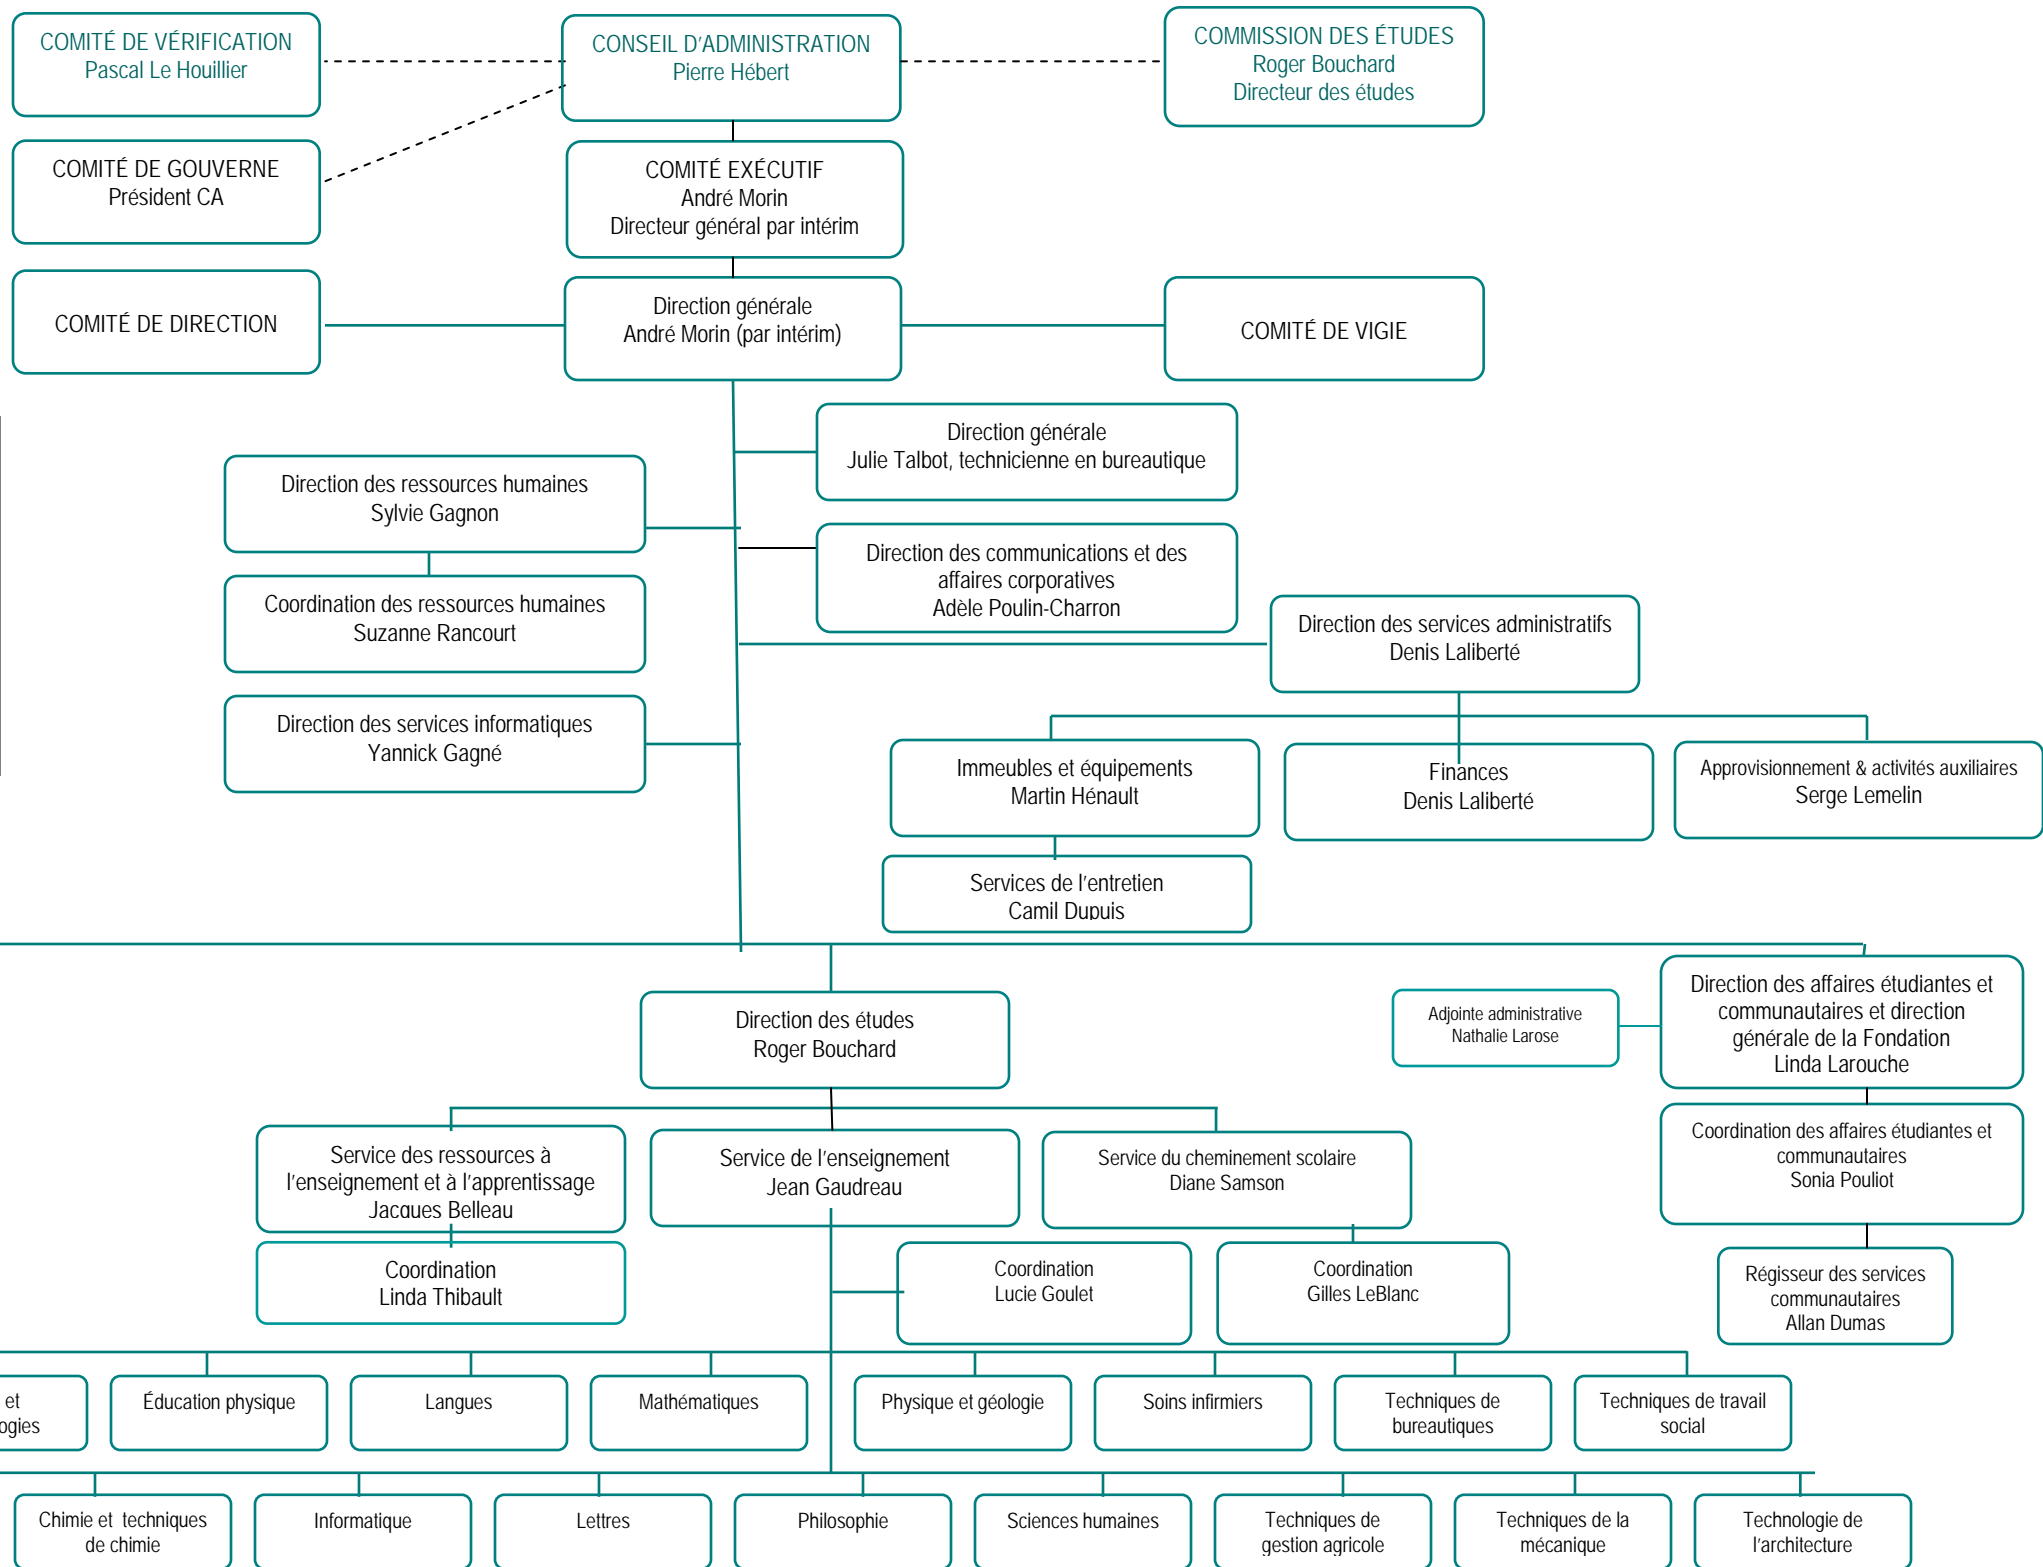 COMITÉ DE VÉRIFICATION
Pascal Le Houillier
CONSEIL D'ADMINISTRATION
Pierre Hébert
COMMISSION DES ÉTUDES
Roger Bouchard
Directeur des études
COMITÉ DE GOUVERNE
Président CA
COMITÉ EXÉCUTIF
André Morin
Directeur général par intérim
COMITÉ DE DIRECTION
Direction générale
André Morin (par intérim)
COMITÉ DE VIGIE
Direction générale
Julie Talbot, technicienne en bureautique
Direction des ressources humaines
Sylvie Gagnon
Direction des communications et des
affaires corporatives
Adèle Poulin-Charron
Coordination des ressources humaines
Suzanne Rancourt
Direction des services administratifs
Denis Laliberté
Direction des services informatiques
Yannick Gagné
Immeubles et équipements
Martin Hénault
Finances
Denis Laliberté
Approvisionnement & activités auxiliaires
Serge Lemelin
Services de l'entretien
Camil Dupuis
Direction des études
Roger Bouchard
Adjointe administrative
Nathalie Larose
Direction des affaires étudiantes et
communautaires et direction
générale de la Fondation
Linda Larouche
Service des ressources à
l'enseignement et à l'apprentissage
Jacques Belleau
Service de l'enseignement
Jean Gaudreau
Service du cheminement scolaire
Diane Samson
Coordination des affaires étudiantes et
communautaires
Sonia Pouliot
Coordination
Linda Thibault
Coordination
Lucie Goulet
Coordination
Gilles LeBlanc
Régisseur des services
communautaires
Allan Dumas
et
ogies
Éducation physique
Langues
Mathématiques
Physique et géologie
Soins infirmiers
Techniques de
bureautiques
Techniques de travail
social
Chimie et techniques
de chimie
Informatique
Lettres
Philosophie
Sciences humaines
Techniques de
gestion agricole
Techniques de la
mécanique
Technologie de
l'architecture